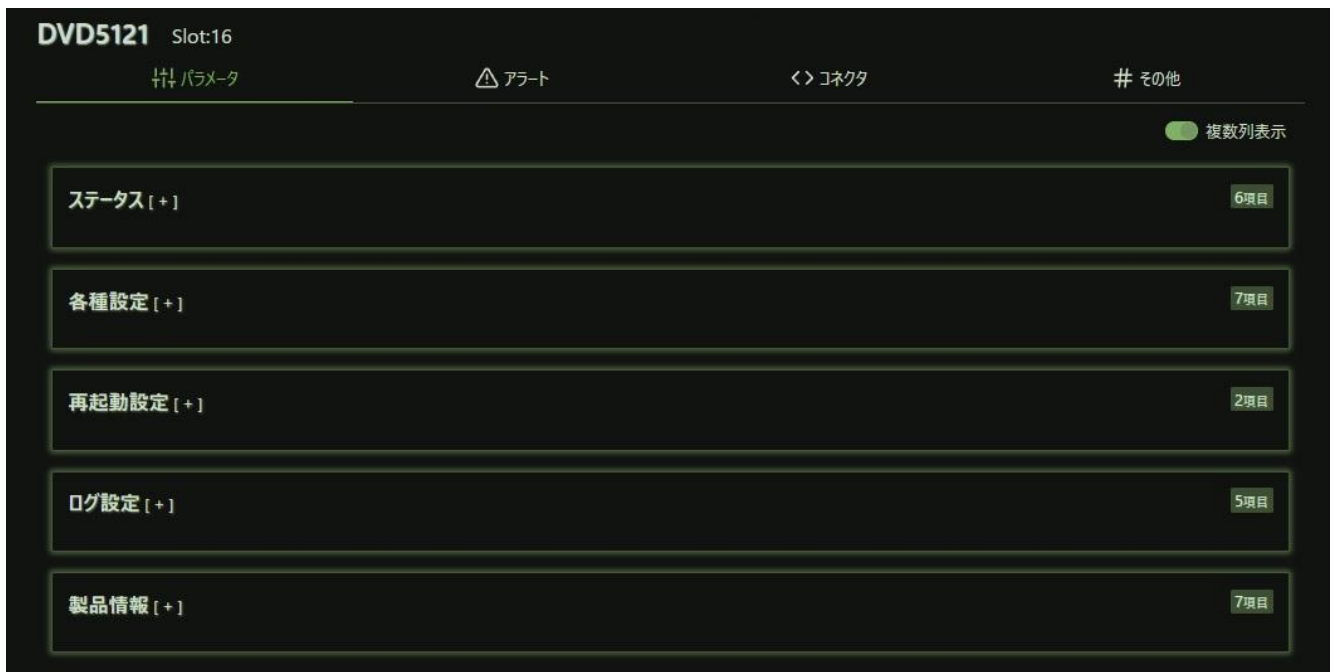 DVD5121 Slot:16
パラメータ アラート コネクタ その他
複数列表示
ステータス [ + ] 6項目
各種設定 [ + ] 7項目
再起動設定 [ + ] 2項目
ログ設定 [ + ] 5項目
製品情報 [ + ] 7項目